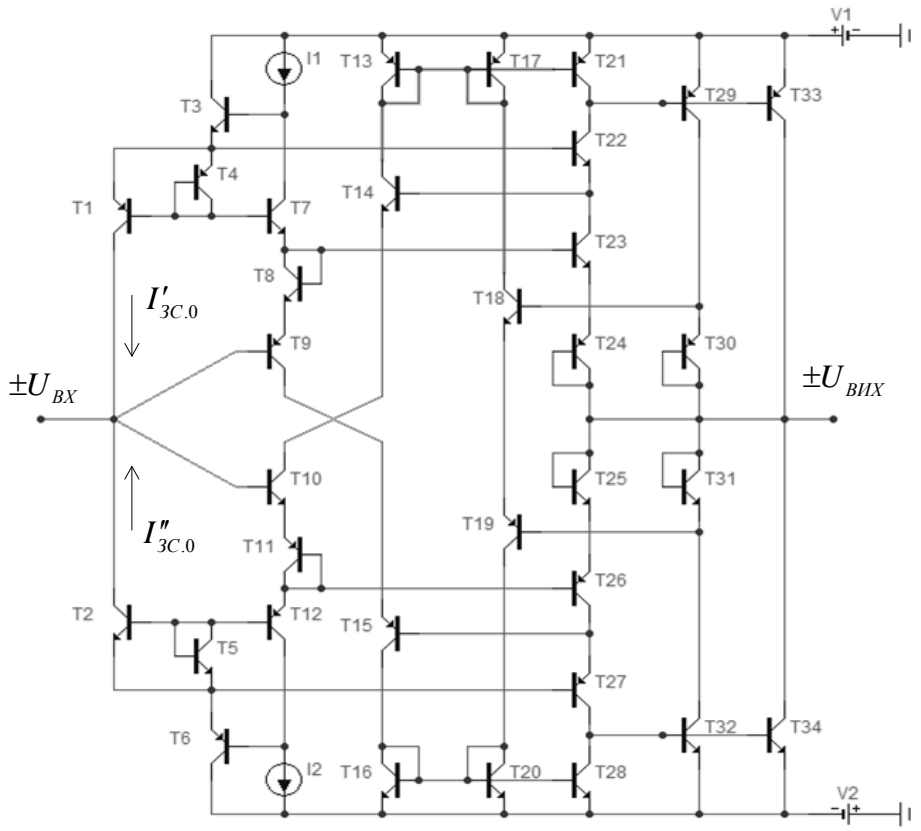 V1
I1
T13
T17
T21
T3
T29
T33
T22
T4
T14
T1
T7
T23
T8
T18
I′ЗС.0
T9
T24
T30
±UВХ
±UВИХ
T10
T25
T31
I″ЗС.0
T19
T11
T26
T2
T12
T15
T5
T27
T6
T32
T34
I2
T16
T20
T28
V2